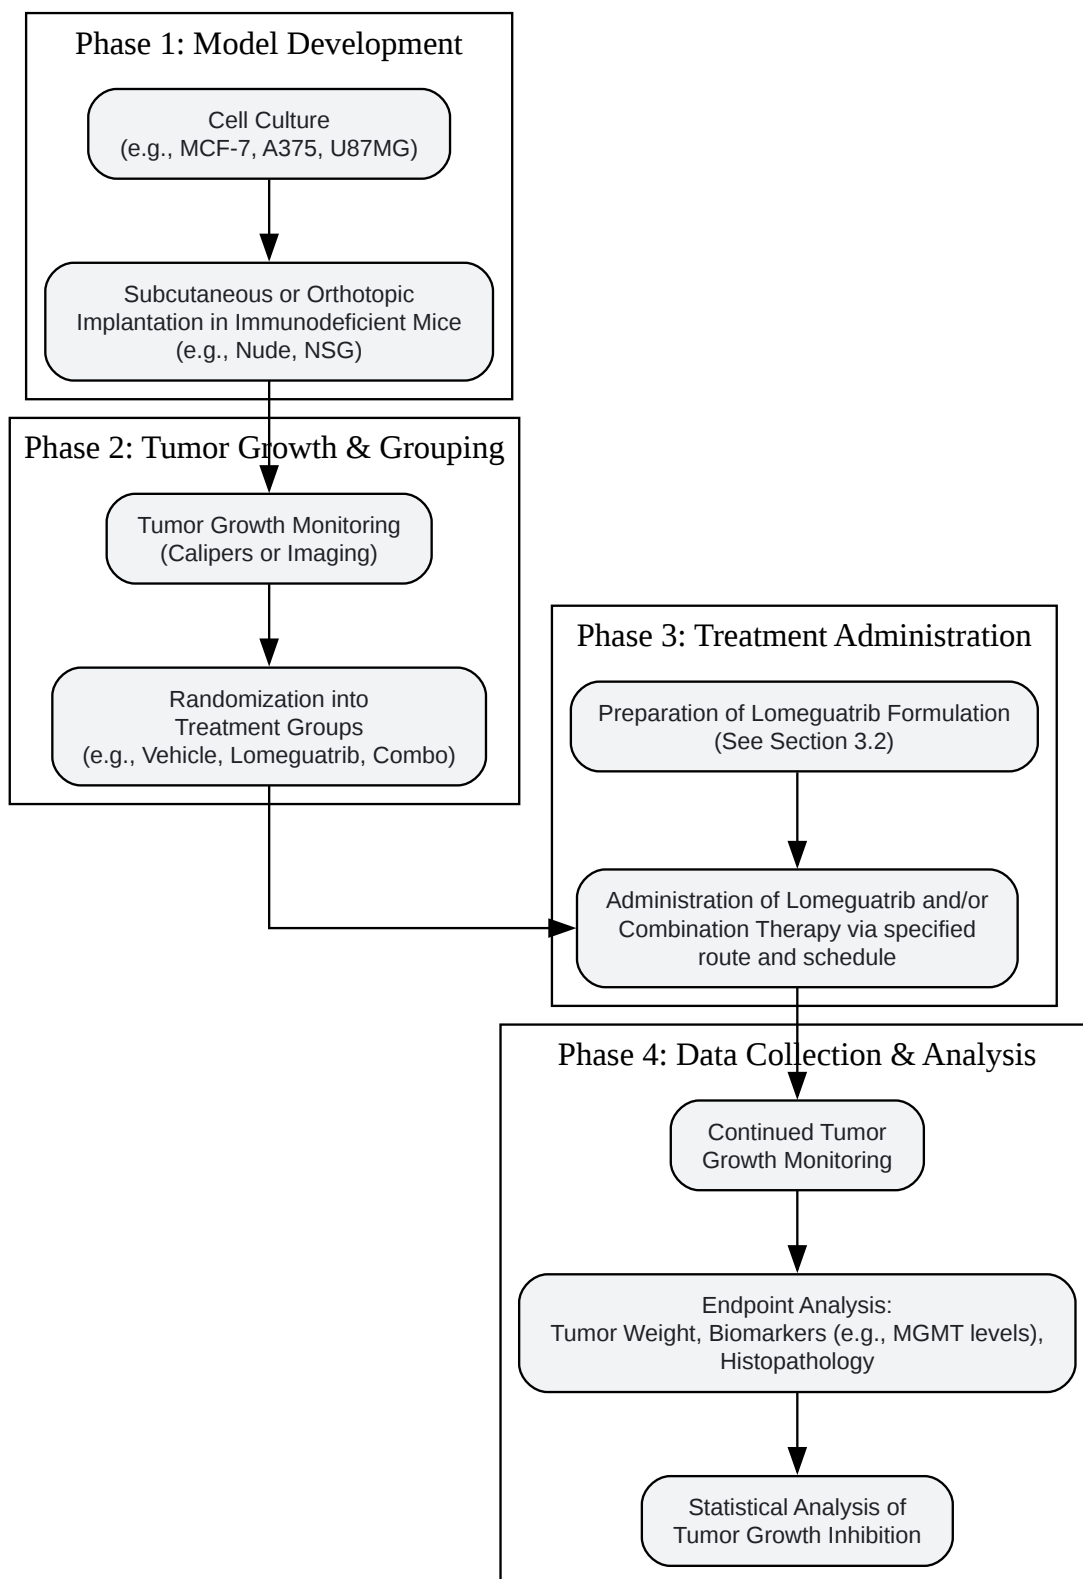 Phase 1: Model Development
Cell Culture
(e.g., MCF-7, A375, U87MG)
Subcutaneous or Orthotopic
Implantation in Immunodeficient Mice
(e.g., Nude, NSG)
Phase 2: Tumor Growth & Grouping
Tumor Growth Monitoring
(Calipers or Imaging)
Randomization into
Treatment Groups
(e.g., Vehicle, Lomeguatrib, Combo)
Phase 3: Treatment Administration
Preparation of Lomeguatrib Formulation
(See Section 3.2)
Administration of Lomeguatrib and/or
Combination Therapy via specified
route and schedule
Phase 4: Data Collection & Analysis
Continued Tumor
Growth Monitoring
Endpoint Analysis:
Tumor Weight, Biomarkers (e.g., MGMT levels),
Histopathology
Statistical Analysis of
Tumor Growth Inhibition